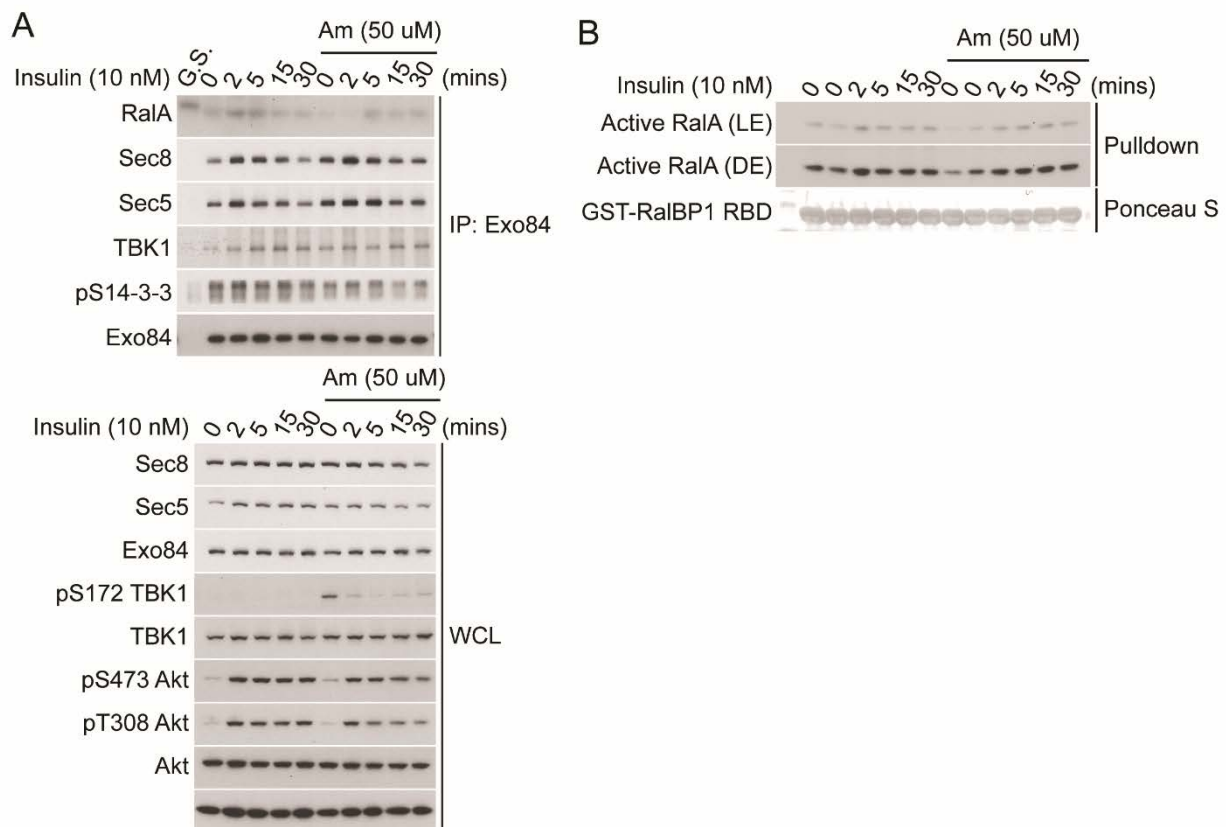 A
Am (50 uM)
G.S.
Insulin (10 nM) 0 2 5 15 30 0 2 5 15 30 (mins)
RalA
Sec8
Sec5
TBK1
pS14-3-3
Exo84
IP: Exo84
Am (50 uM)
Insulin (10 nM) 0 2 5 15 30 0 2 5 15 30 (mins)
Sec8
Sec5
Exo84
pS172 TBK1
TBK1
pS473 Akt
pT308 Akt
Akt
WCL
B
Am (50 uM)
Insulin (10 nM) 0 0 2 5 15 30 0 0 2 5 15 30 (mins)
Active RalA (LE)
Active RalA (DE)
Pulldown
GST-RalBP1 RBD
Ponceau S